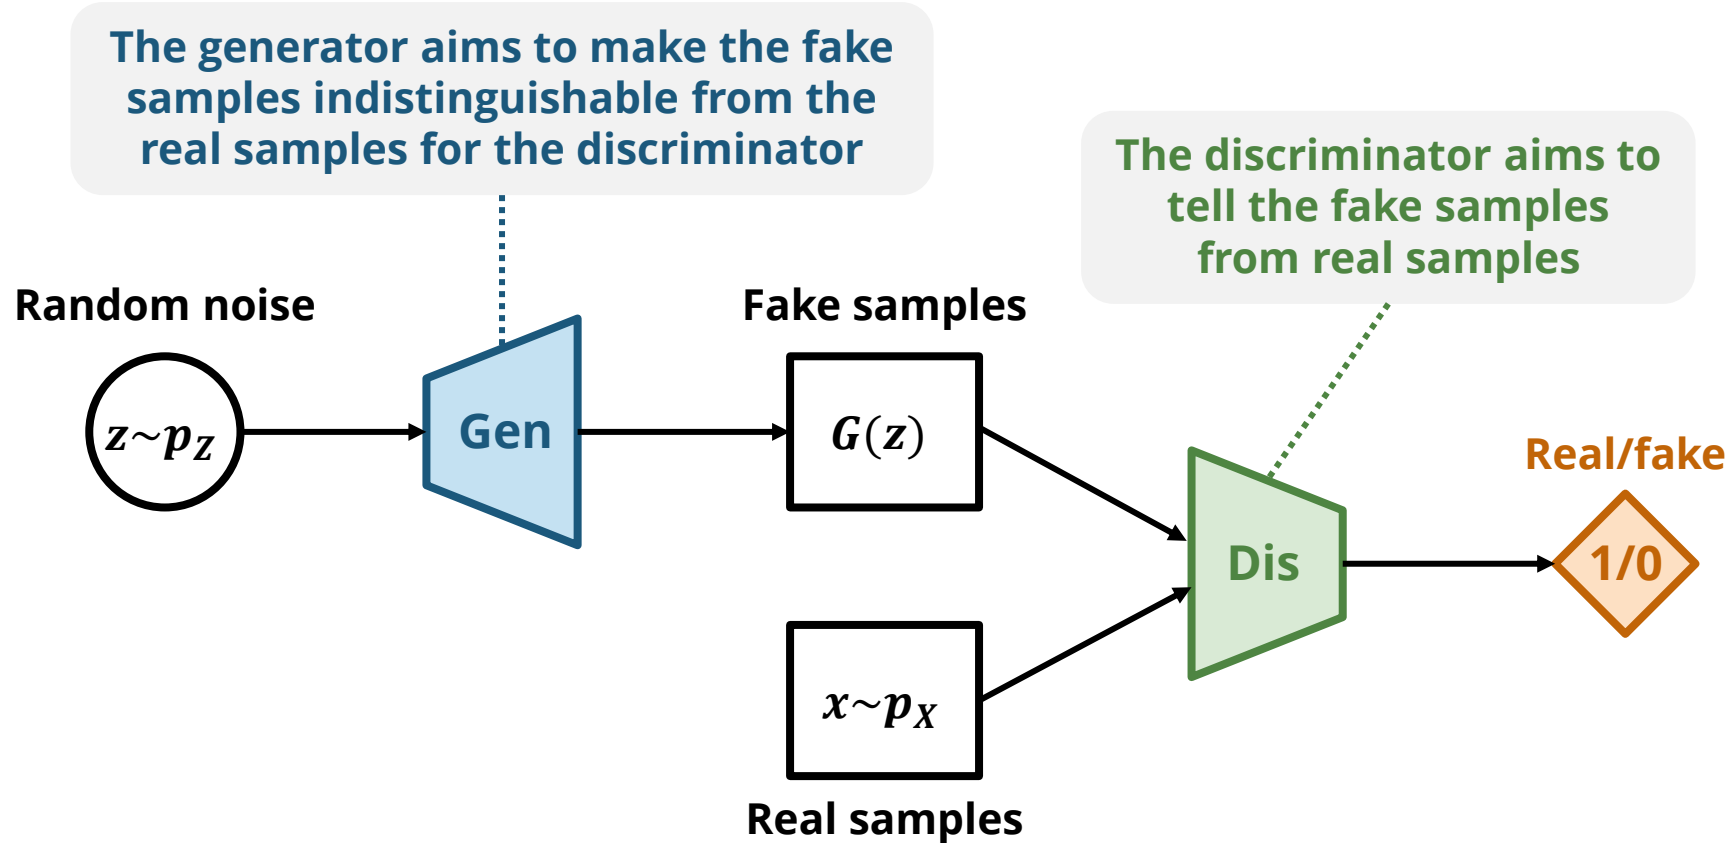 The generator aims to make the fake
samples indistinguishable from the
real samples for the discriminator
The discriminator aims to
tell the fake samples
from real samples
Random noise
z~p_Z
Gen
Fake samples
G(z)
Dis
Real/fake
1/0
x~p_X
Real samples